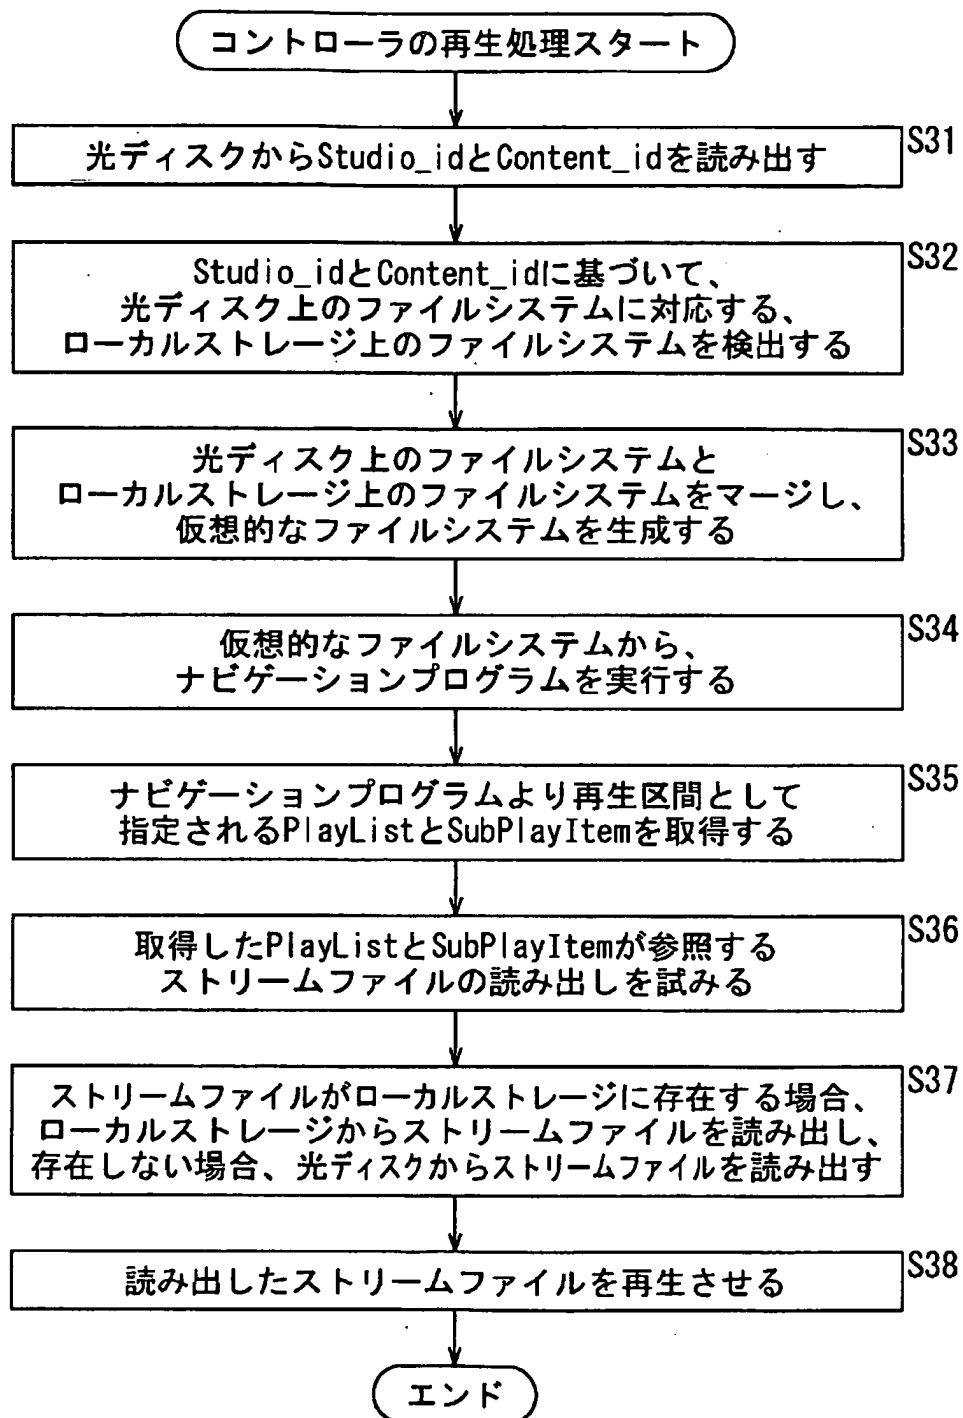 コントローラの再生処理スタート
S31
光ディスクからStudio_idとContent_idを読み出す
S32
Studio_idとContent_idに基づいて、
光ディスク上のファイルシステムに対応する、
ローカルストレージ上のファイルシステムを検出する
S33
光ディスク上のファイルシステムと
ローカルストレージ上のファイルシステムをマージし、
仮想的なファイルシステムを生成する
S34
仮想的なファイルシステムから、
ナビゲーションプログラムを実行する
S35
ナビゲーションプログラムより再生区間として
指定されるPlayListとSubPlayItemを取得する
S36
取得したPlayListとSubPlayItemが参照する
ストリームファイルの読み出しを試みる
S37
ストリームファイルがローカルストレージに存在する場合、
ローカルストレージからストリームファイルを読み出し、
存在しない場合、光ディスクからストリームファイルを読み出す
S38
読み出したストリームファイルを再生させる
エンド